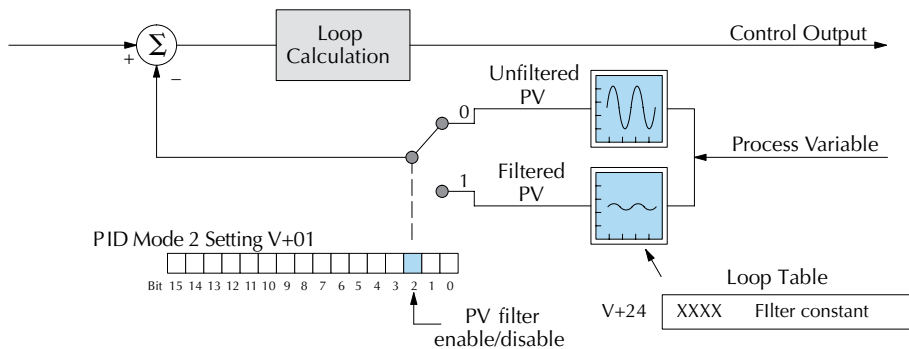 Loop
Calculation
Control Output
Σ
+
−
Unfiltered
PV
0
Process Variable
Filtered
PV
1
PID Mode 2 Setting V+01
Bit 15 14 13 12 11 10 9 8 7 6 5 4 3 2 1 0
PV filter
enable/disable
Loop Table
V+24 XXXX FIlter constant